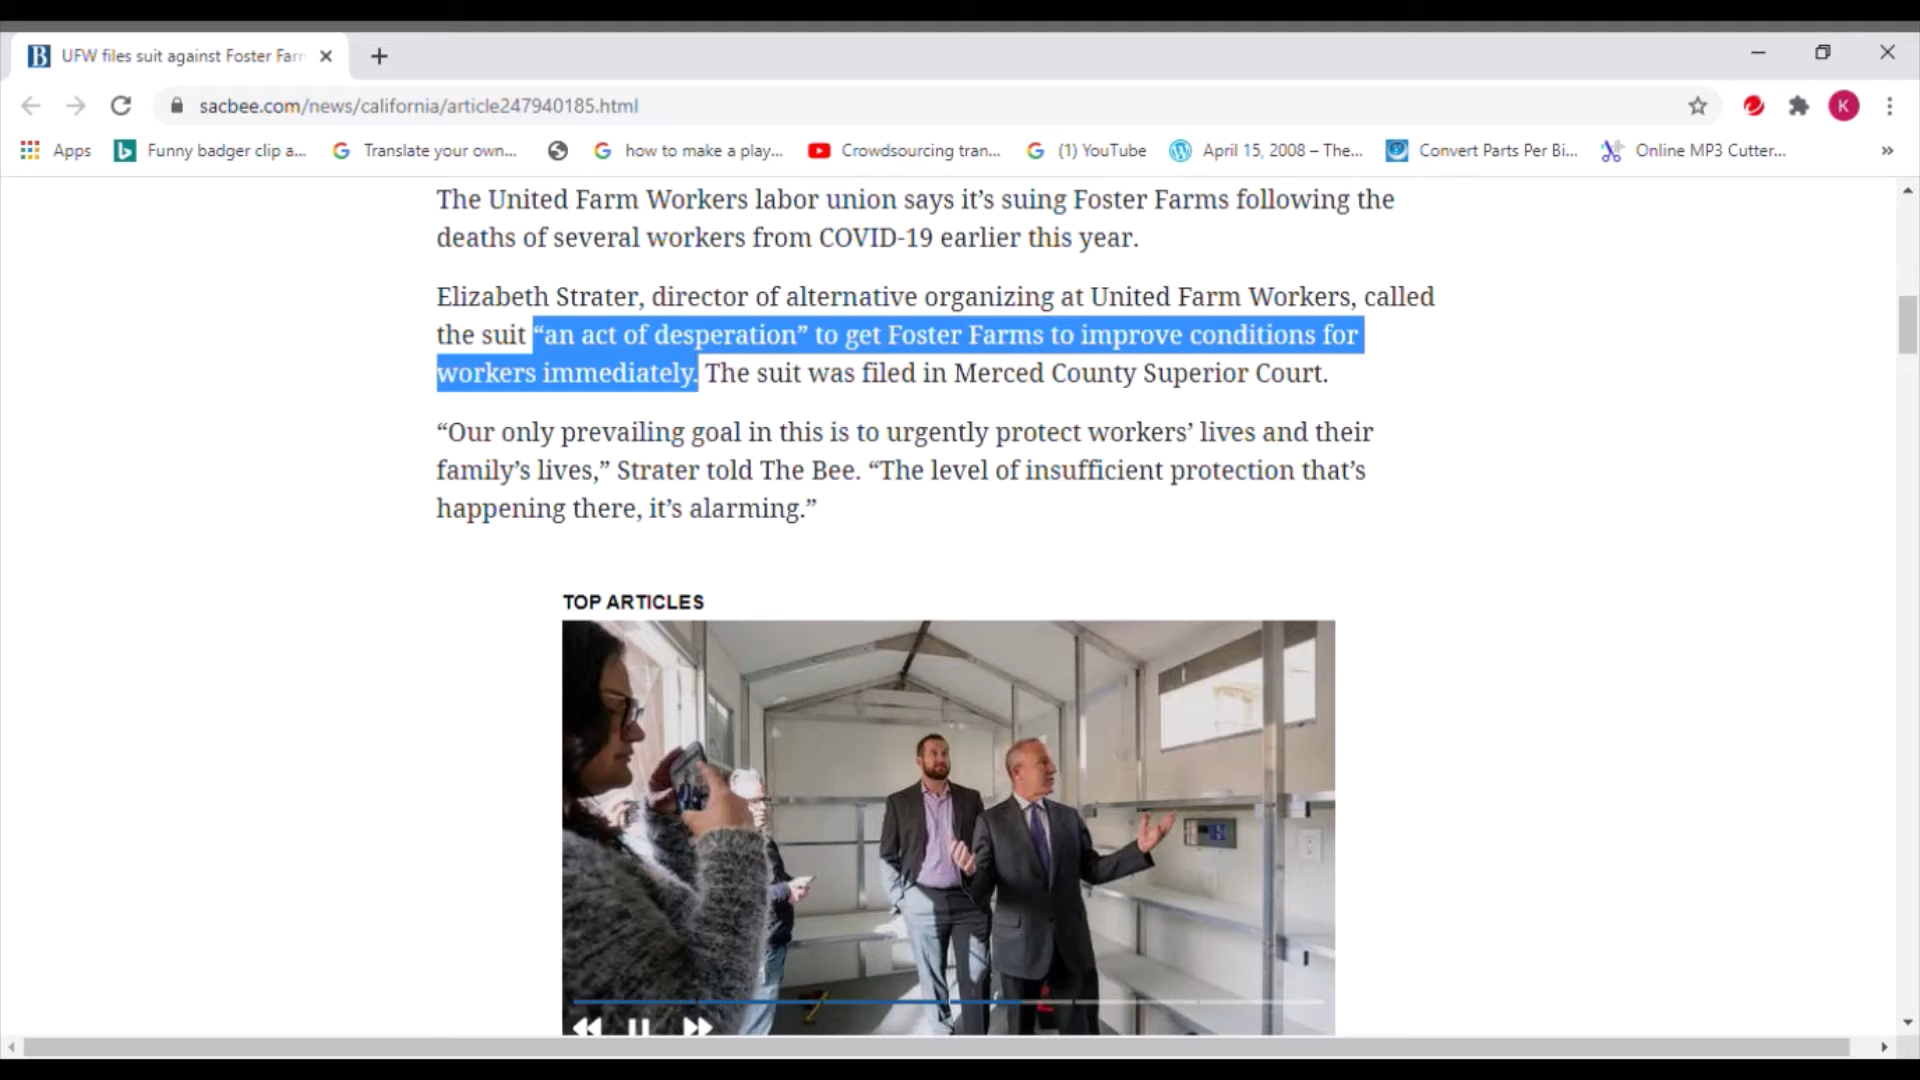 UFW files suit against Foster Farm
sacbee.com/news/california/article247940185.html
K
Apps
Funny badger clip a...
Translate your own...
how to make a play...
Crowdsourcing tran...
(1) YouTube
April 15, 2008 – The...
Convert Parts Per Bi...
Online MP3 Cutter...
»
The United Farm Workers labor union says it’s suing Foster Farms following the
deaths of several workers from COVID-19 earlier this year.
Elizabeth Strater, director of alternative organizing at United Farm Workers, called
the suit “an act of desperation” to get Foster Farms to improve conditions for
workers immediately. The suit was filed in Merced County Superior Court.
“Our only prevailing goal in this is to urgently protect workers’ lives and their
family’s lives,” Strater told The Bee. “The level of insufficient protection that’s
happening there, it’s alarming.”
TOP ARTICLES